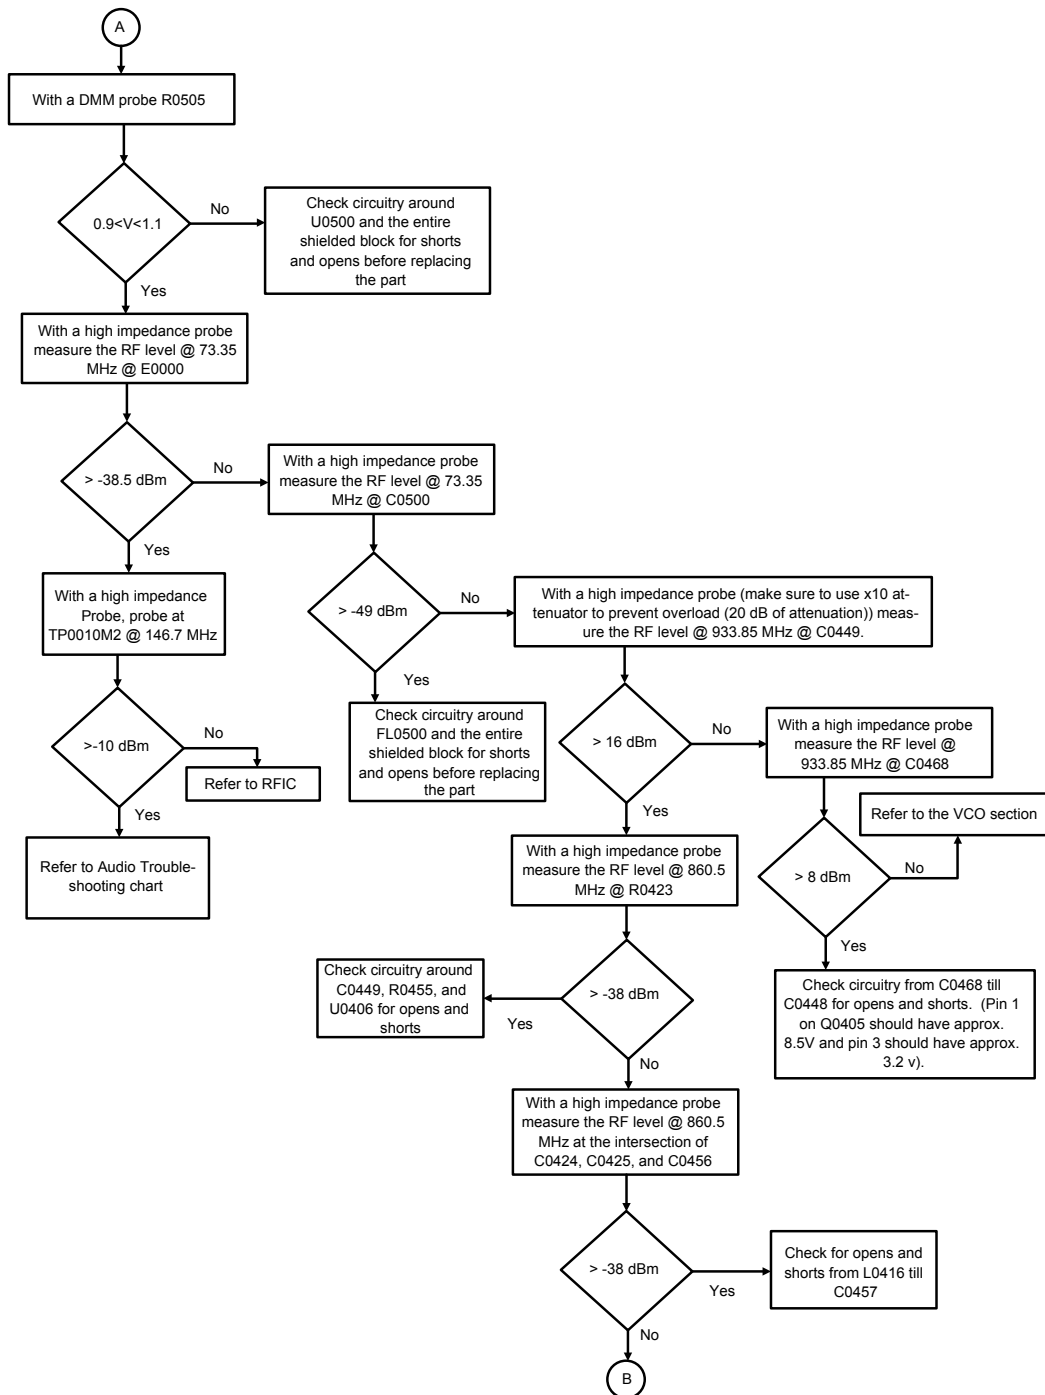 A
With a DMM probe R0505
0.9<V<1.1
No
Check circuitry around
U0500 and the entire
shielded block for shorts
and opens before replacing
the part
Yes
With a high impedance probe
measure the RF level @ 73.35
MHz @ E0000
> -38.5 dBm
No
With a high impedance probe
measure the RF level @ 73.35
MHz @ C0500
Yes
With a high impedance
Probe, probe at
TP0010M2 @ 146.7 MHz
> -49 dBm
No
With a high impedance probe (make sure to use x10 at-
tenuator to prevent overload (20 dB of attenuation)) meas-
ure the RF level @ 933.85 MHz @ C0449.
Yes
Check circuitry around
FL0500 and the entire
shielded block for shorts
and opens before replacing
the part
>-10 dBm
No
Refer to RFIC
Yes
Refer to Audio Trouble-
shooting chart
> 16 dBm
No
With a high impedance probe
measure the RF level @
933.85 MHz @ C0468
Yes
Refer to the VCO section
With a high impedance probe
measure the RF level @ 860.5
MHz @ R0423
> 8 dBm
No
Yes
Check circuitry from C0468 till
C0448 for opens and shorts.  (Pin 1
on Q0405 should have approx.
8.5V and pin 3 should have approx.
3.2 v).
> -38 dBm
Check circuitry around
C0449, R0455, and
U0406 for opens and
shorts
Yes
No
With a high impedance probe
measure the RF level @ 860.5
MHz at the intersection of
C0424, C0425, and C0456
> -38 dBm
Yes
Check for opens and
shorts from L0416 till
C0457
No
B